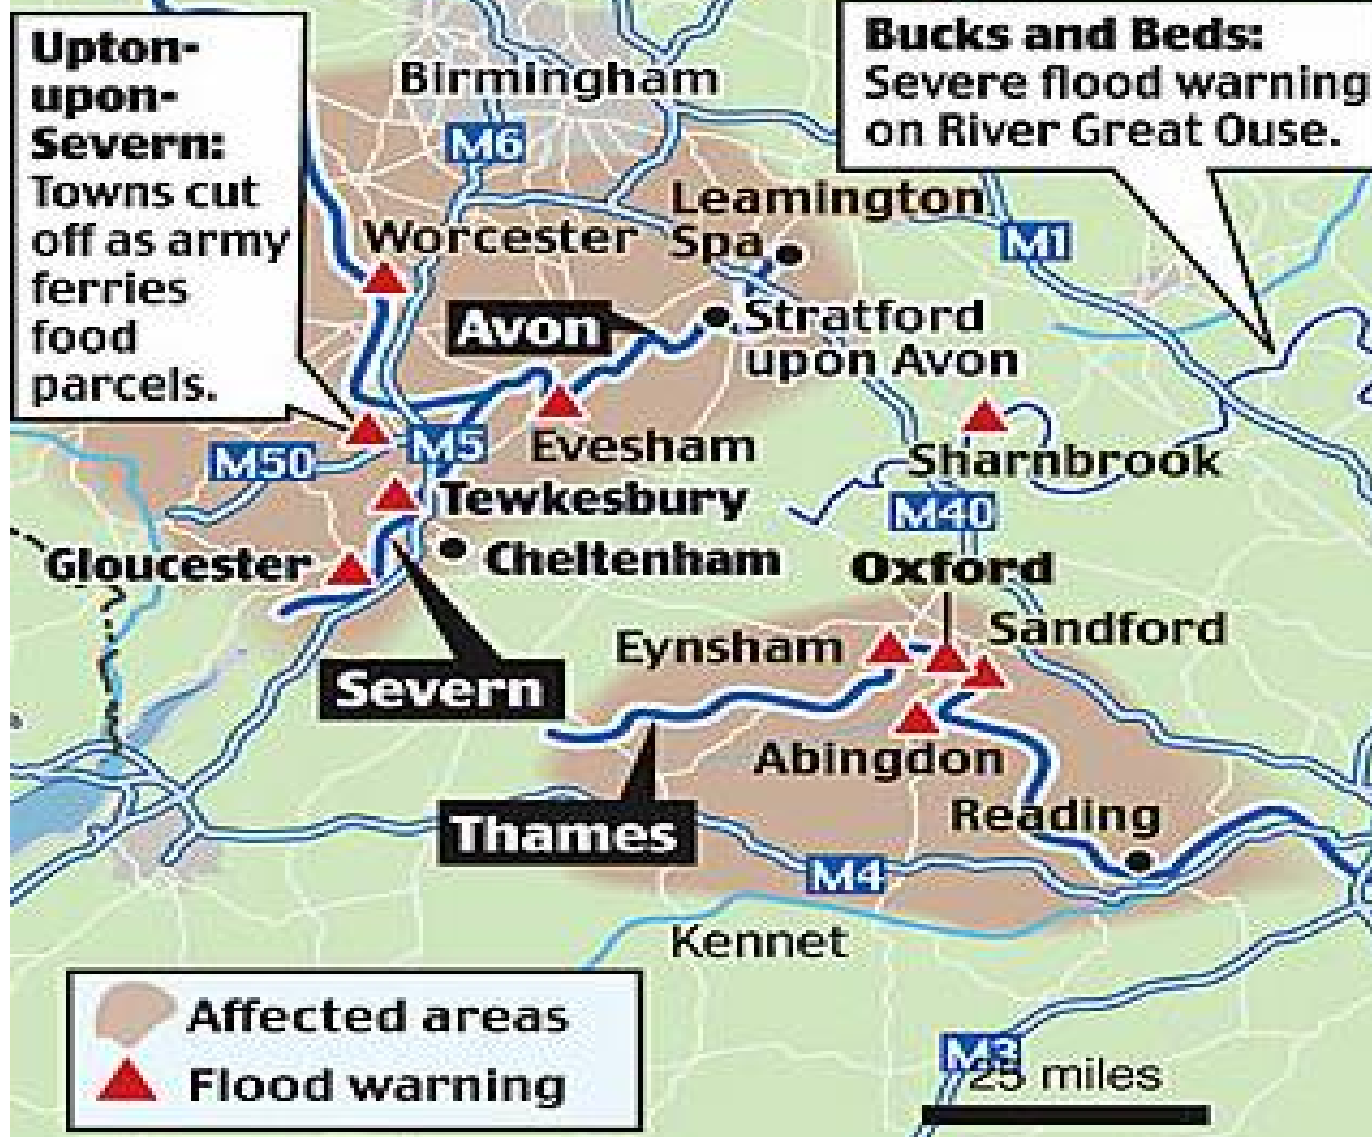 Upton-
upon-
Severn:
Towns cut
off as army
ferries
food
parcels.
Bucks and Beds:
Severe flood warning
on River Great Ouse.
Birmingham
M6
Leamington
Spa
Worcester
M1
Avon
Stratford
upon Avon
M5
M50
Evesham
Sharnbrook
Tewkesbury
M40
Cheltenham
Gloucester
Oxford
Sandford
Eynsham
Severn
Abingdon
Reading
Thames
M4
Kennet
Affected areas
Flood warning
M3
25 miles